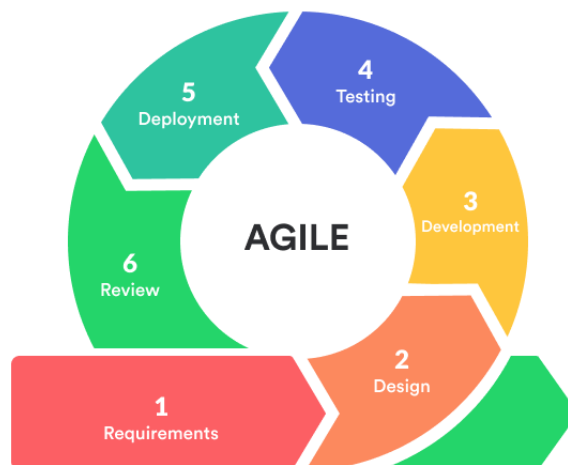 AGILE
1
Requirements
2
Design
3
Development
4
Testing
5
Deployment
6
Review